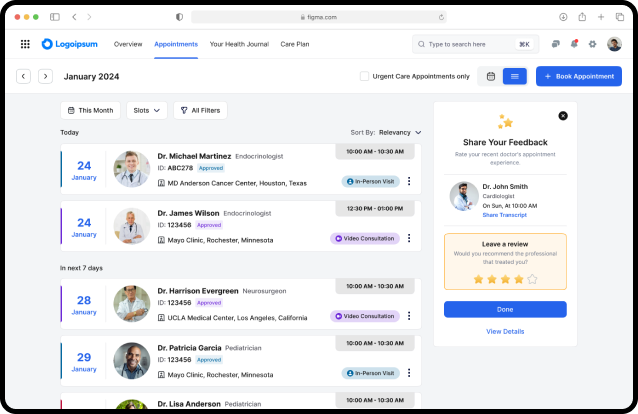 figma.com
Logoipsum
Overview
Appointments
Your Health Journal
Care Plan
Type to search here
⌘K
January 2024
Urgent Care Appointments only
+ Book Appointment
This Month
Slots
All Filters
Today
Sort By: Relevancy
24
January
Dr. Michael Martinez Endocrinologist
ID: ABC278 Approved
MD Anderson Cancer Center, Houston, Texas
10:00 AM - 10:30 AM
In-Person Visit
24
January
Dr. James Wilson Endocrinologist
ID: 123456 Approved
Mayo Clinic, Rochester, Minnesota
12:30 PM - 01:00 PM
Video Consultation
In next 7 days
28
January
Dr. Harrison Evergreen Neurosurgeon
ID: 123456 Approved
UCLA Medical Center, Los Angeles, California
10:00 AM - 10:30 AM
Video Consultation
29
January
Dr. Patricia Garcia Pediatrician
ID: 123456 Approved
Mayo Clinic, Rochester, Minnesota
10:00 AM - 10:30 AM
In-Person Visit
Dr. Lisa Anderson Pediatrician
10:00 AM - 10:30 AM
Share Your Feedback
Rate your recent doctor's appointment
experience.
Dr. John Smith
Cardiologist
On Sun, At 10:00 AM
Share Transcript
Leave a review
Would you recommend the professional
that treated you?
Done
View Details